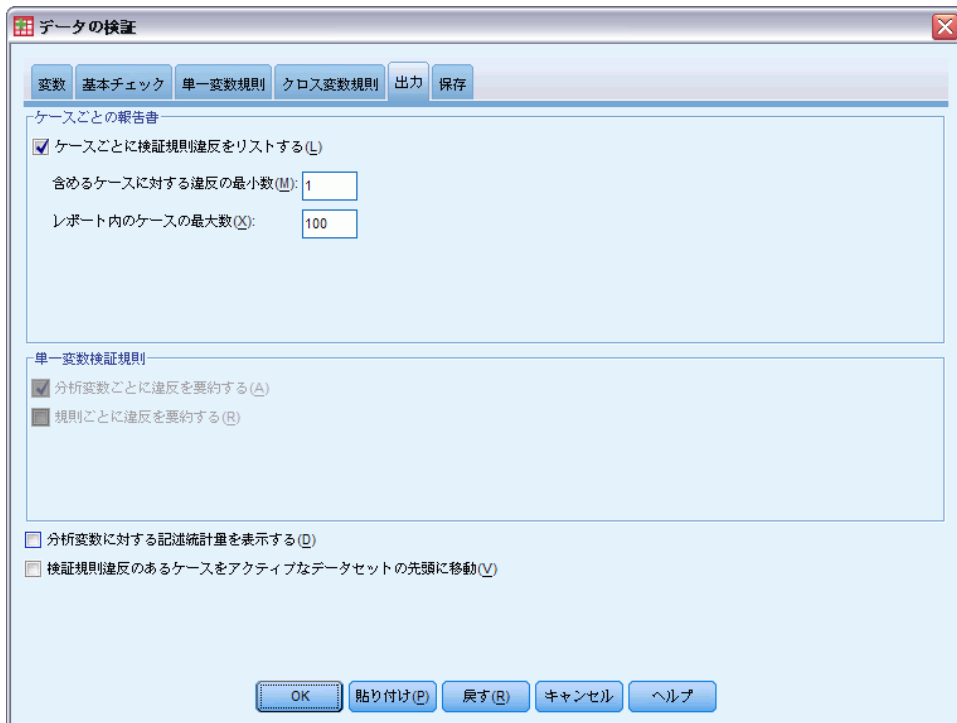 データの検証
変数 基本チェック 単一変数規則 クロス変数規則 出力 保存
ケースごとの報告書
ケースごとに検証規則違反をリストする(L)
含めるケースに対する違反の最小数(M): 1
レポート内のケースの最大数(X): 100
単一変数検証規則
分析変数ごとに違反を要約する(A)
規則ごとに違反を要約する(R)
分析変数に対する記述統計量を表示する(D)
検証規則違反のあるケースをアクティブなデータセットの先頭に移動(V)
OK 貼り付け(P) 戻す(R) キャンセル ヘルプ